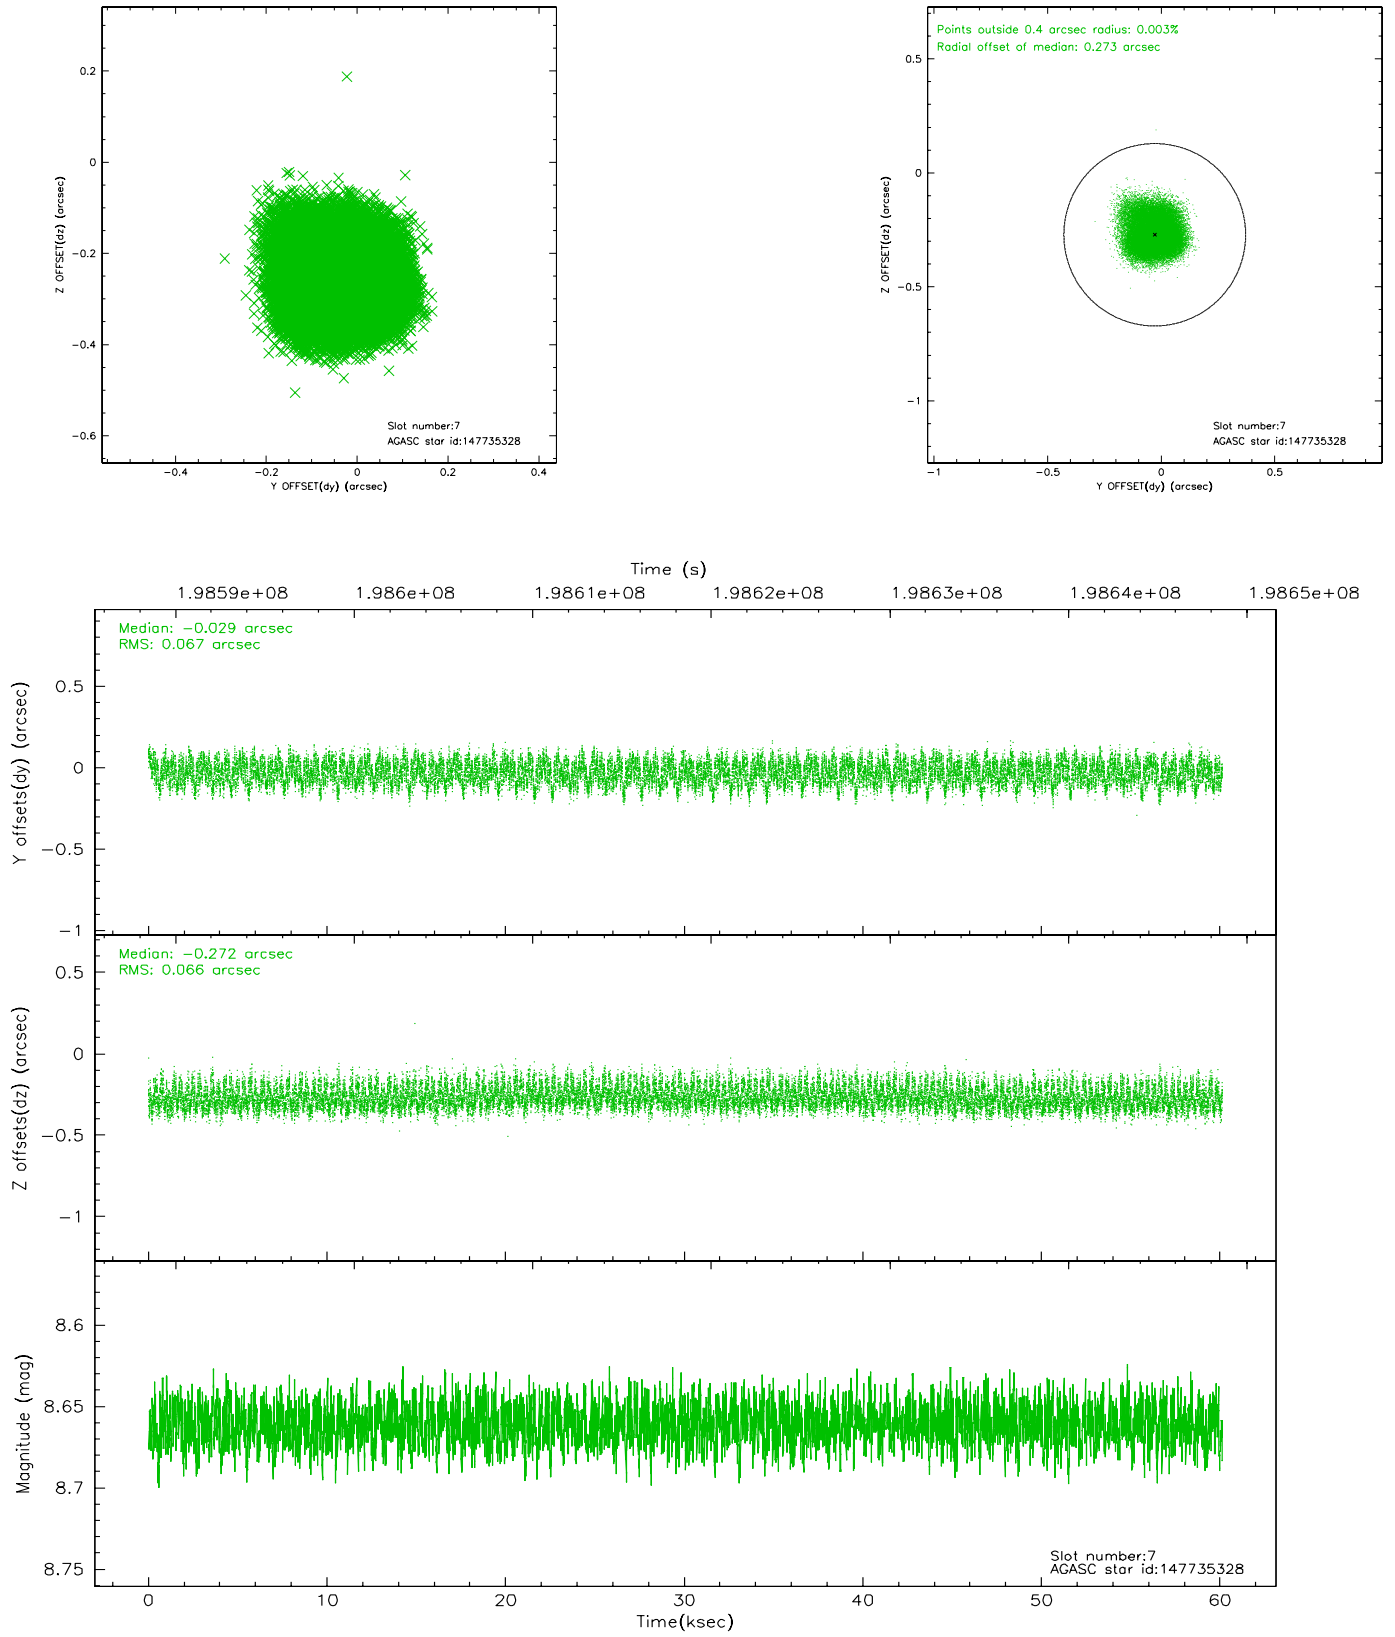 0.2
0
−0.2
−0.4
−0.6
Z OFFSET(dz) (arcsec)
Slot number:7
AGASC star id:147735328
−0.4 −0.2 0 0.2 0.4
Y OFFSET(dy) (arcsec)
Points outside 0.4 arcsec radius: 0.003%
Radial offset of median: 0.273 arcsec
0.5
0
−0.5
−1
Z OFFSET(dz) (arcsec)
Slot number:7
AGASC star id:147735328
−1 −0.5 0 0.5
Y OFFSET(dy) (arcsec)
Time (s)
1.9859e+08 1.986e+08 1.9861e+08 1.9862e+08 1.9863e+08 1.9864e+08 1.9865e+08
Median: −0.029 arcsec
RMS: 0.067 arcsec
0.5
0
−0.5
−1
Y offsets(dy) (arcsec)
Median: −0.272 arcsec
RMS: 0.066 arcsec
0.5
0
−0.5
−1
Z offsets(dz) (arcsec)
8.6
8.65
8.7
8.75
Magnitude (mag)
Slot number:7
AGASC star id:147735328
0 10 20 30 40 50 60
Time(ksec)